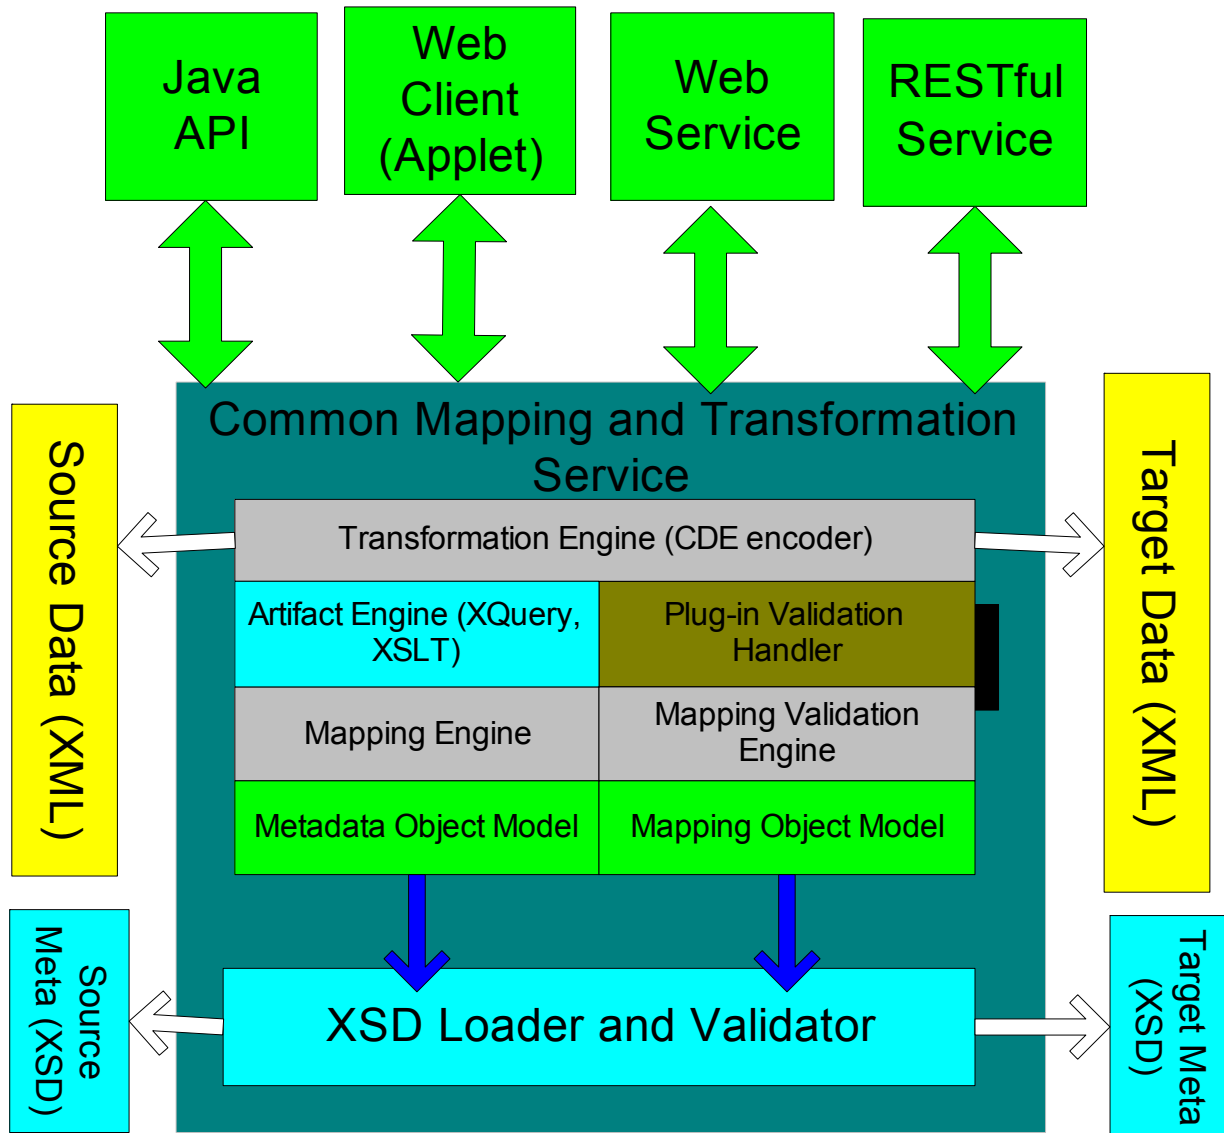 Java
API
Web
Client
(Applet)
Web
Service
RESTful
Service
Common Mapping and Transformation
Service
Source Data (XML)
Transformation Engine (CDE encoder)
Artifact Engine (XQuery,
XSLT)
Plug-in Validation
Handler
Mapping Engine
Mapping Validation
Engine
Metadata Object Model
Mapping Object Model
Target Data (XML)
Source
Meta (XSD)
XSD Loader and Validator
Target Meta
(XSD)